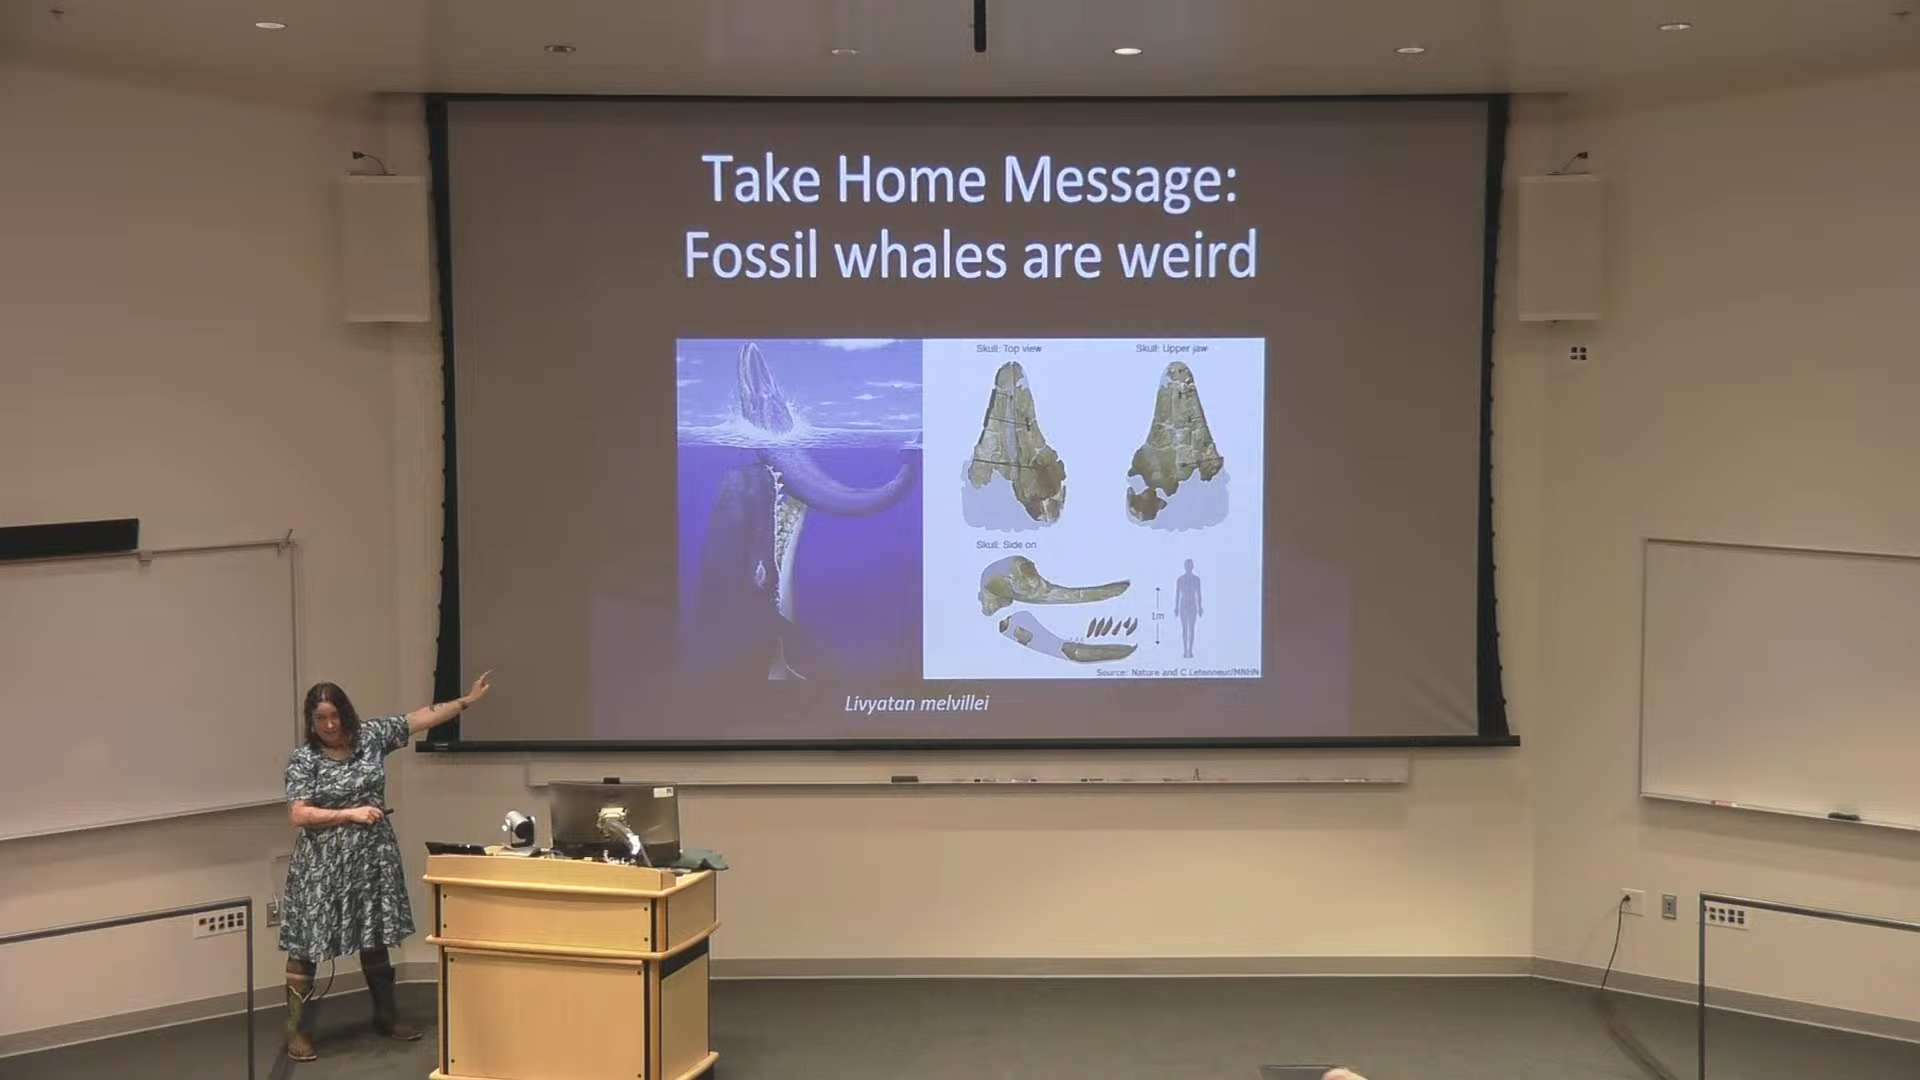 Take Home Message:
Fossil whales are weird
Skull: Top view
Skull: Upper jaw
Skull: Side on
1m
Source: Nature and C Letenneur/MNHN
Livyatan melvillei